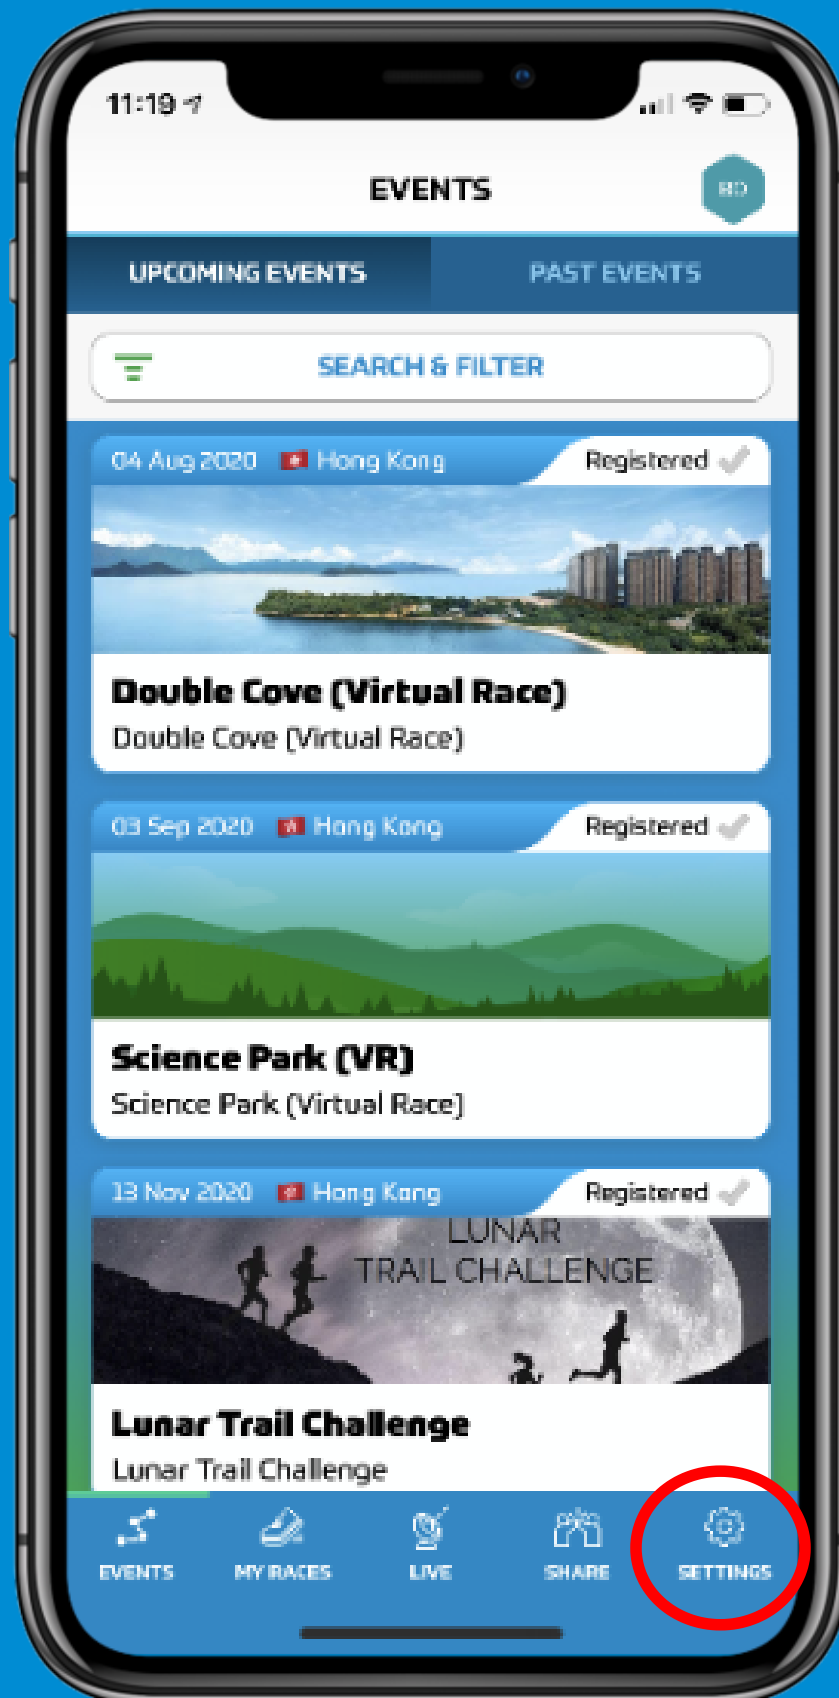 11:19
EVENTS
UPCOMING EVENTS
PAST EVENTS
SEARCH & FILTER
04 Aug 2020 Hong Kong Registered
Double Cove (Virtual Race)
Double Cove (Virtual Race)
03 Sep 2020 Hong Kong Registered
Science Park (VR)
Science Park (Virtual Race)
13 Nov 2020 Hong Kong Registered
LUNAR
TRAIL CHALLENGE
Lunar Trail Challenge
Lunar Trail Challenge
EVENTS MY RACES LIVE SHARE SETTINGS